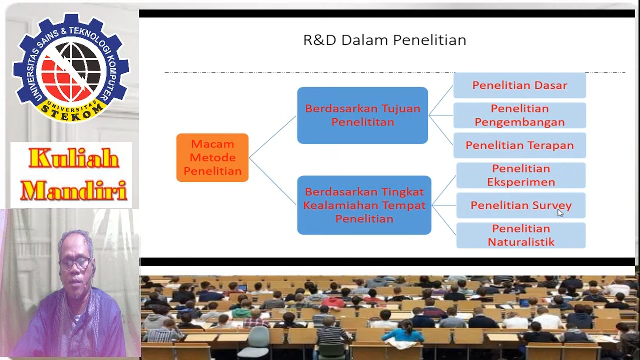 UNIVERSITAS SAINS & TEKNOLOGI KOMPUTER
UNIVERSITAS
STEKOM
Kuliah
Mandiri
R&D Dalam Penelitian
Macam
Metode
Penelitian
Berdasarkan Tujuan
Penelititan
Penelitian Dasar
Penelitian
Pengembangan
Penelitian Terapan
Berdasarkan Tingkat
Kealamiahan Tempat
Penelitian
Penelitian
Eksperimen
Penelitian Survey
Penelitian
Naturalistik